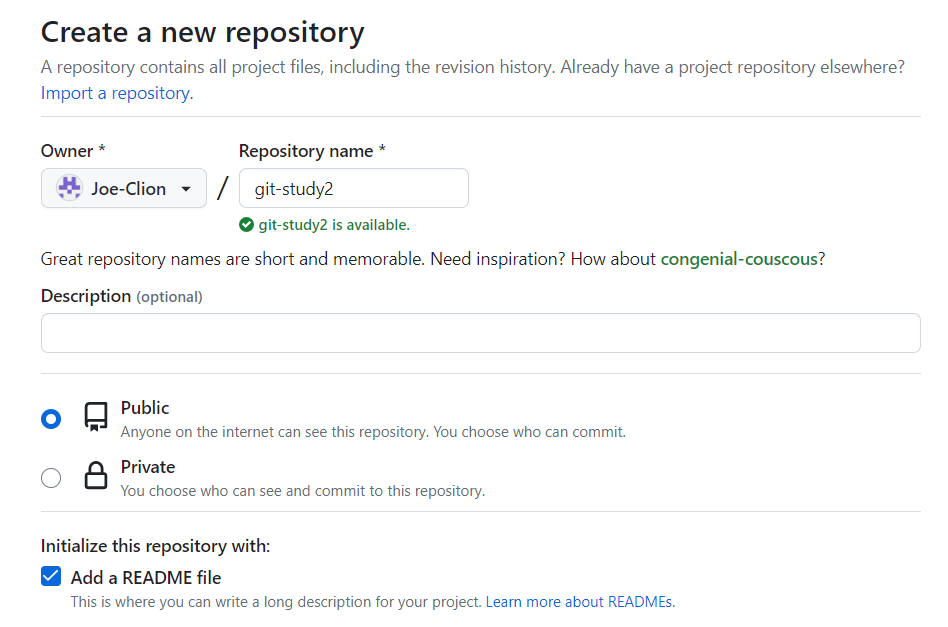 Create a new repository
A repository contains all project files, including the revision history. Already have a project repository elsewhere?
Import a repository.
Owner * Repository name *
Joe-Clion / git-study2
git-study2 is available.
Great repository names are short and memorable. Need inspiration? How about congenial-couscous?
Description (optional)
Public
Anyone on the internet can see this repository. You choose who can commit.
Private
You choose who can see and commit to this repository.
Initialize this repository with:
Add a README file
This is where you can write a long description for your project. Learn more about READMEs.